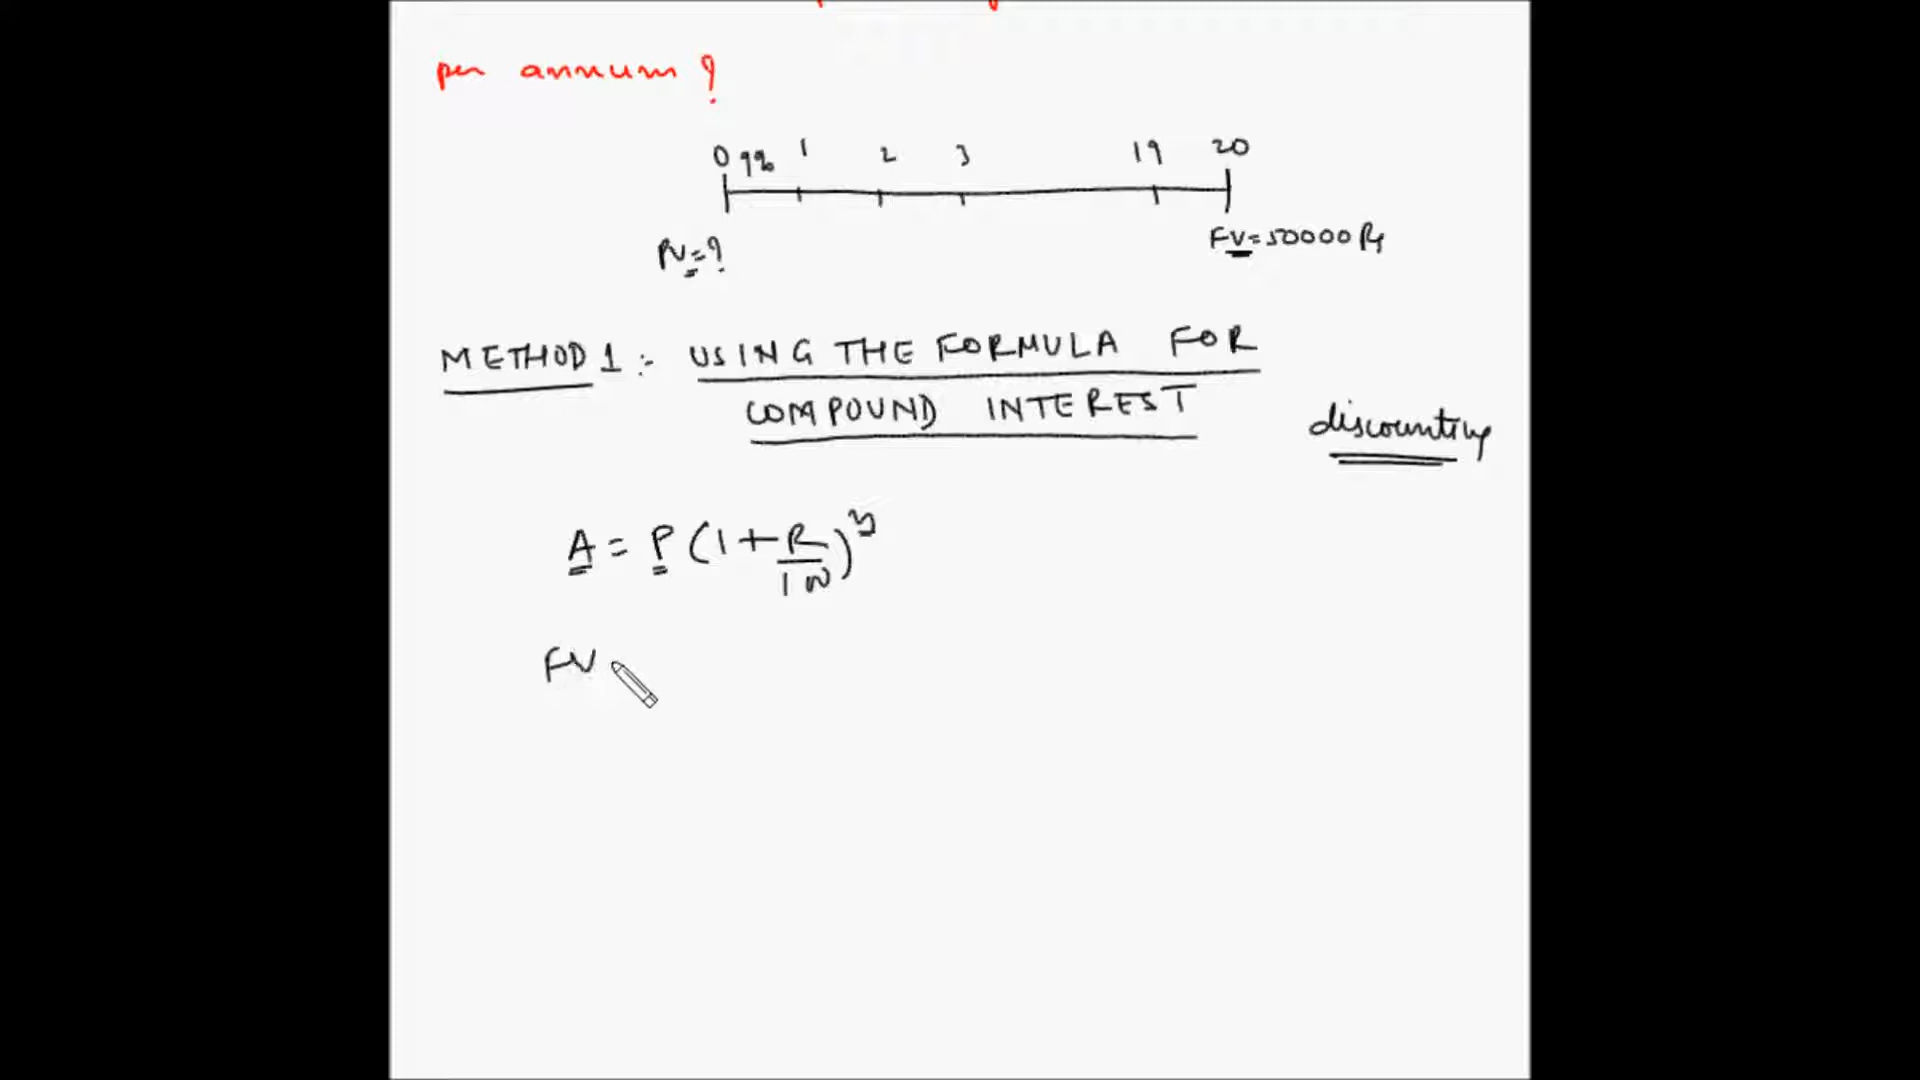 per annum ?
0 9% 1 2 3 19 20
PV = ?
FV = 50000 Rs
METHOD 1 :- USING THE FORMULA FOR
COMPOUND INTEREST
discounting
A = P (1 + R/100)^n
FV